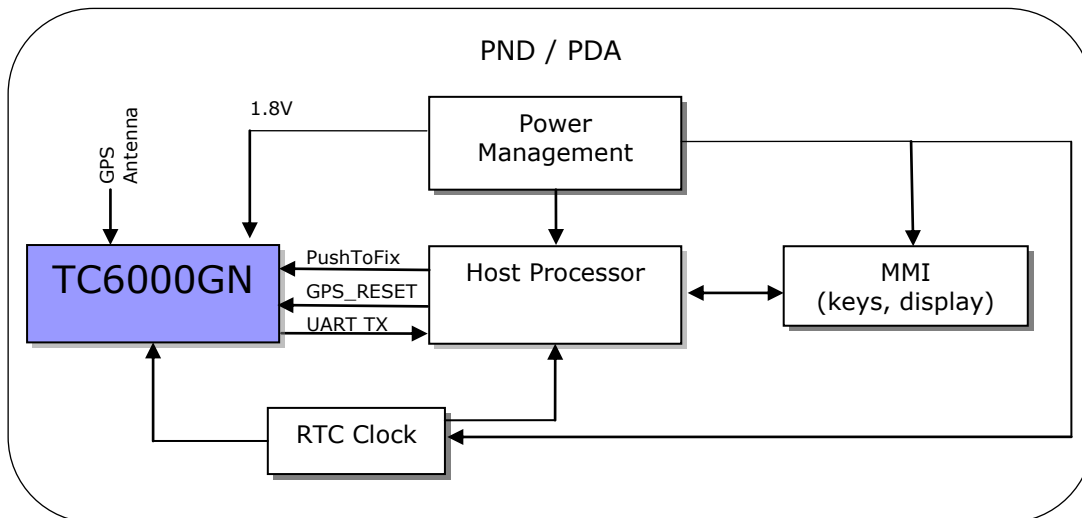 PND / PDA
1.8V
Power
Management
GPS
Antenna
TC6000GN
PushToFix
GPS_RESET
UART TX
Host Processor
MMI
(keys, display)
RTC Clock